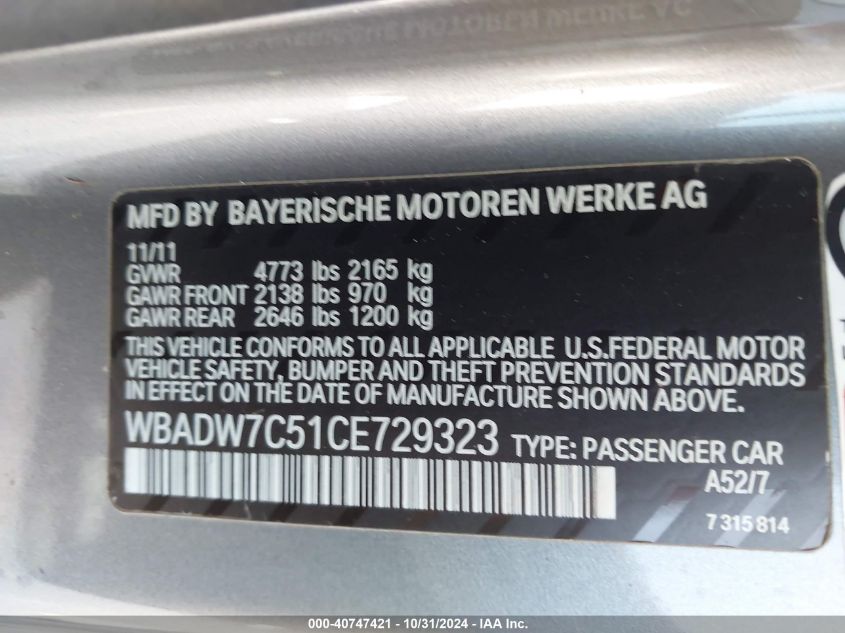 MFD BY BAYERISCHE MOTOREN WERKE AG
11/11
GVWR 4773 lbs 2165 kg
GAWR FRONT 2138 lbs 970 kg
GAWR REAR 2646 lbs 1200 kg
THIS VEHICLE CONFORMS TO ALL APPLICABLE U.S.FEDERAL MOTOR
VEHICLE SAFETY, BUMPER AND THEFT PREVENTION STANDARDS
IN EFFECT ON THE DATE OF MANUFACTURE SHOWN ABOVE.
WBADW7C51CE729323 TYPE: PASSENGER CAR
A52/7
7 315 814
000-40747421 - 10/31/2024 - IAA Inc.